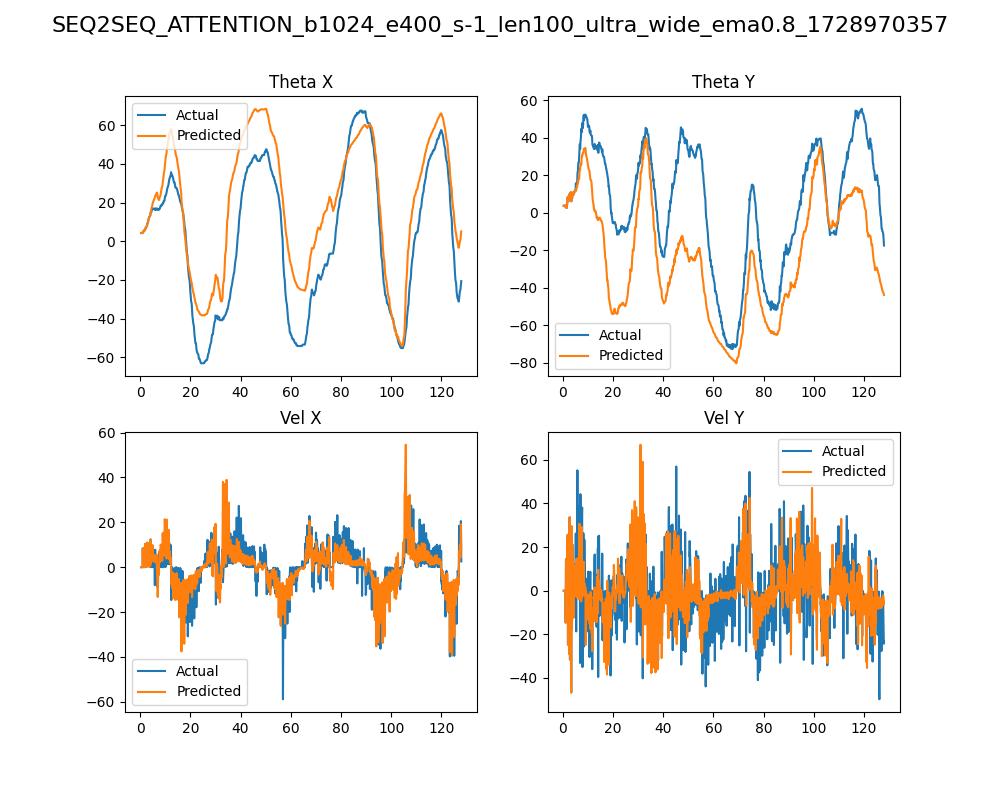 SEQ2SEQ_ATTENTION_b1024_e400_s-1_len100_ultra_wide_ema0.8_1728970357
Theta X
Theta Y
Actual
Predicted
60
40
20
0
−20
−40
−60
0 20 40 60 80 100 120
60
40
20
0
−20
−40
−60
−80
Actual
Predicted
0 20 40 60 80 100 120
Vel X
Vel Y
60
40
20
0
−20
−40
−60
Actual
Predicted
0 20 40 60 80 100 120
Actual
Predicted
60
40
20
0
−20
−40
0 20 40 60 80 100 120